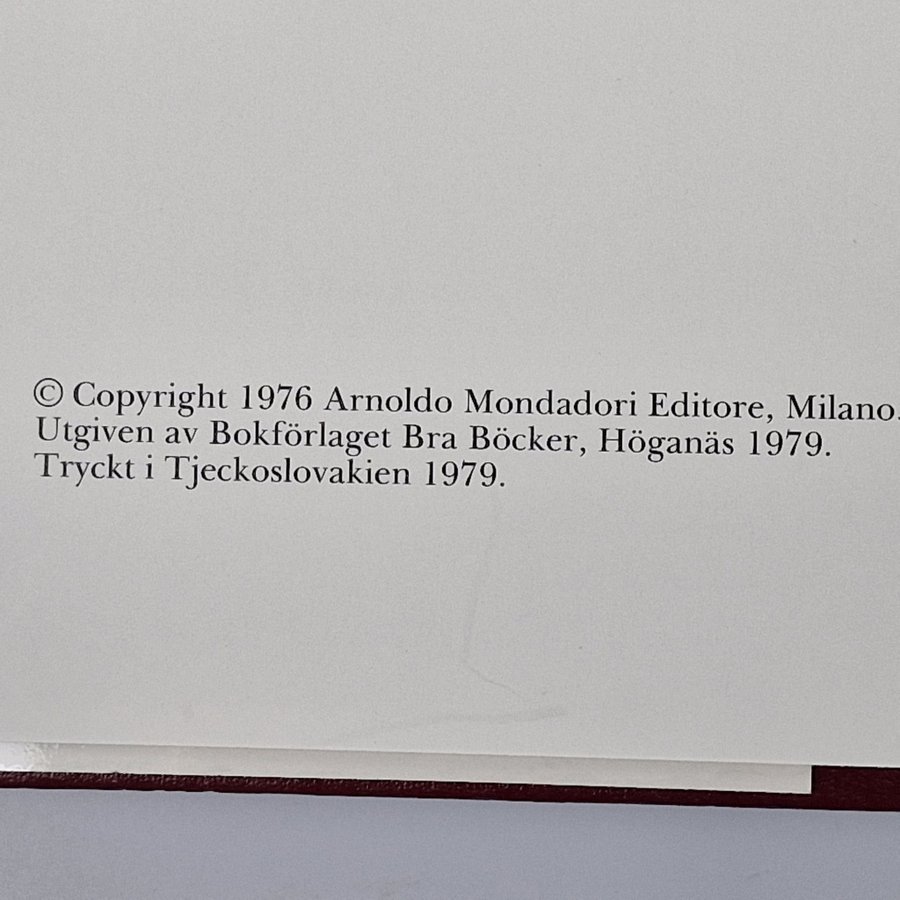 © Copyright 1976 Arnoldo Mondadori Editore, Milano.
Utgiven av Bokförlaget Bra Böcker, Höganäs 1979.
Tryckt i Tjeckoslovakien 1979.